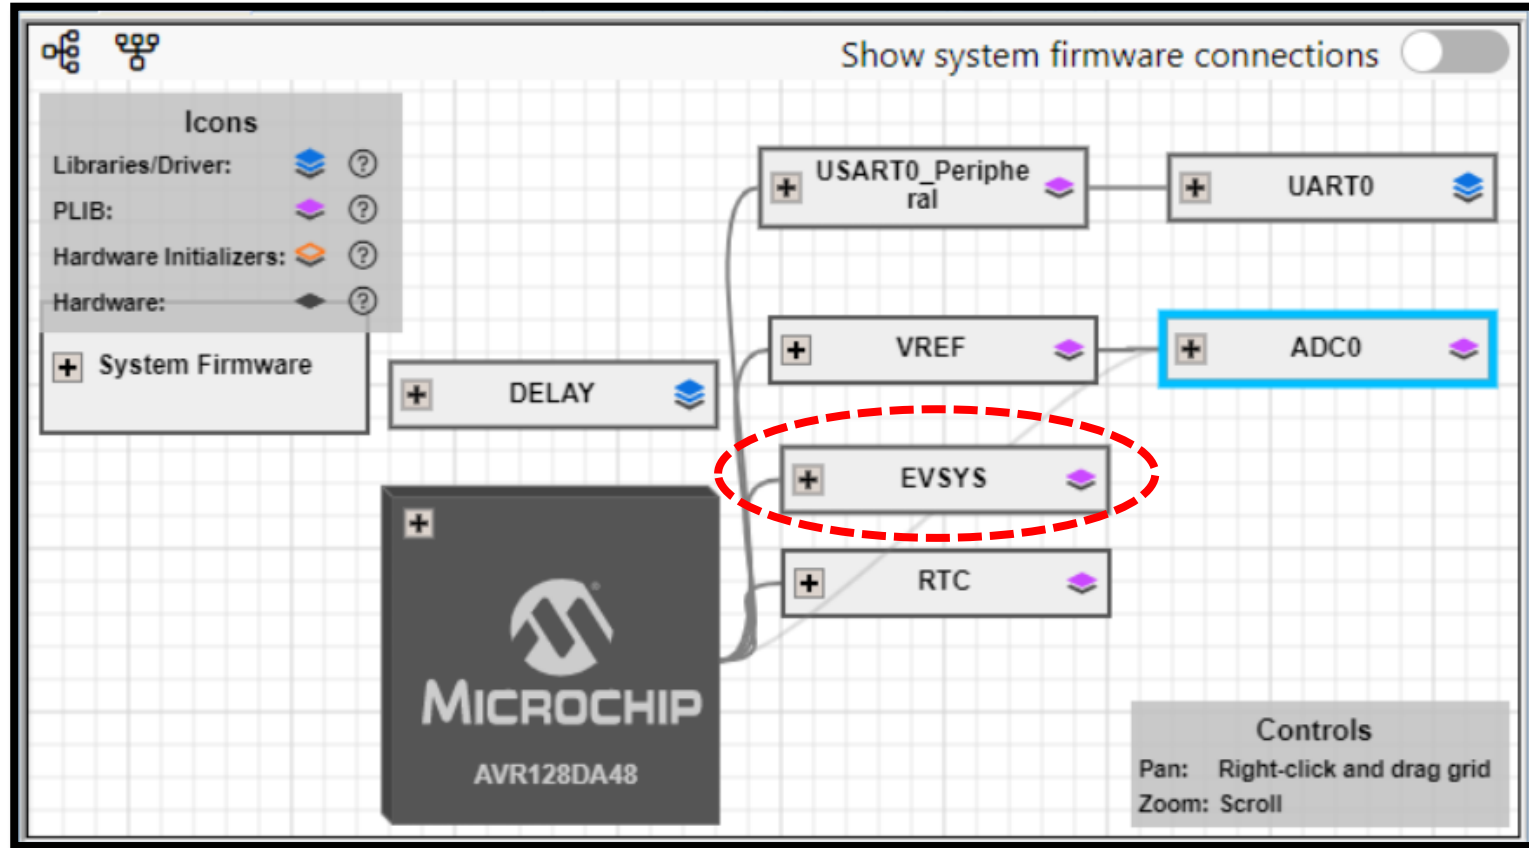 Show system firmware connections
Icons
Libraries/Driver:
PLIB:
Hardware Initializers:
Hardware:
System Firmware
DELAY
USART0_Periphe
ral
UART0
VREF
ADC0
EVSYS
RTC
MICROCHIP
AVR128DA48
Controls
Pan: Right-click and drag grid
Zoom: Scroll